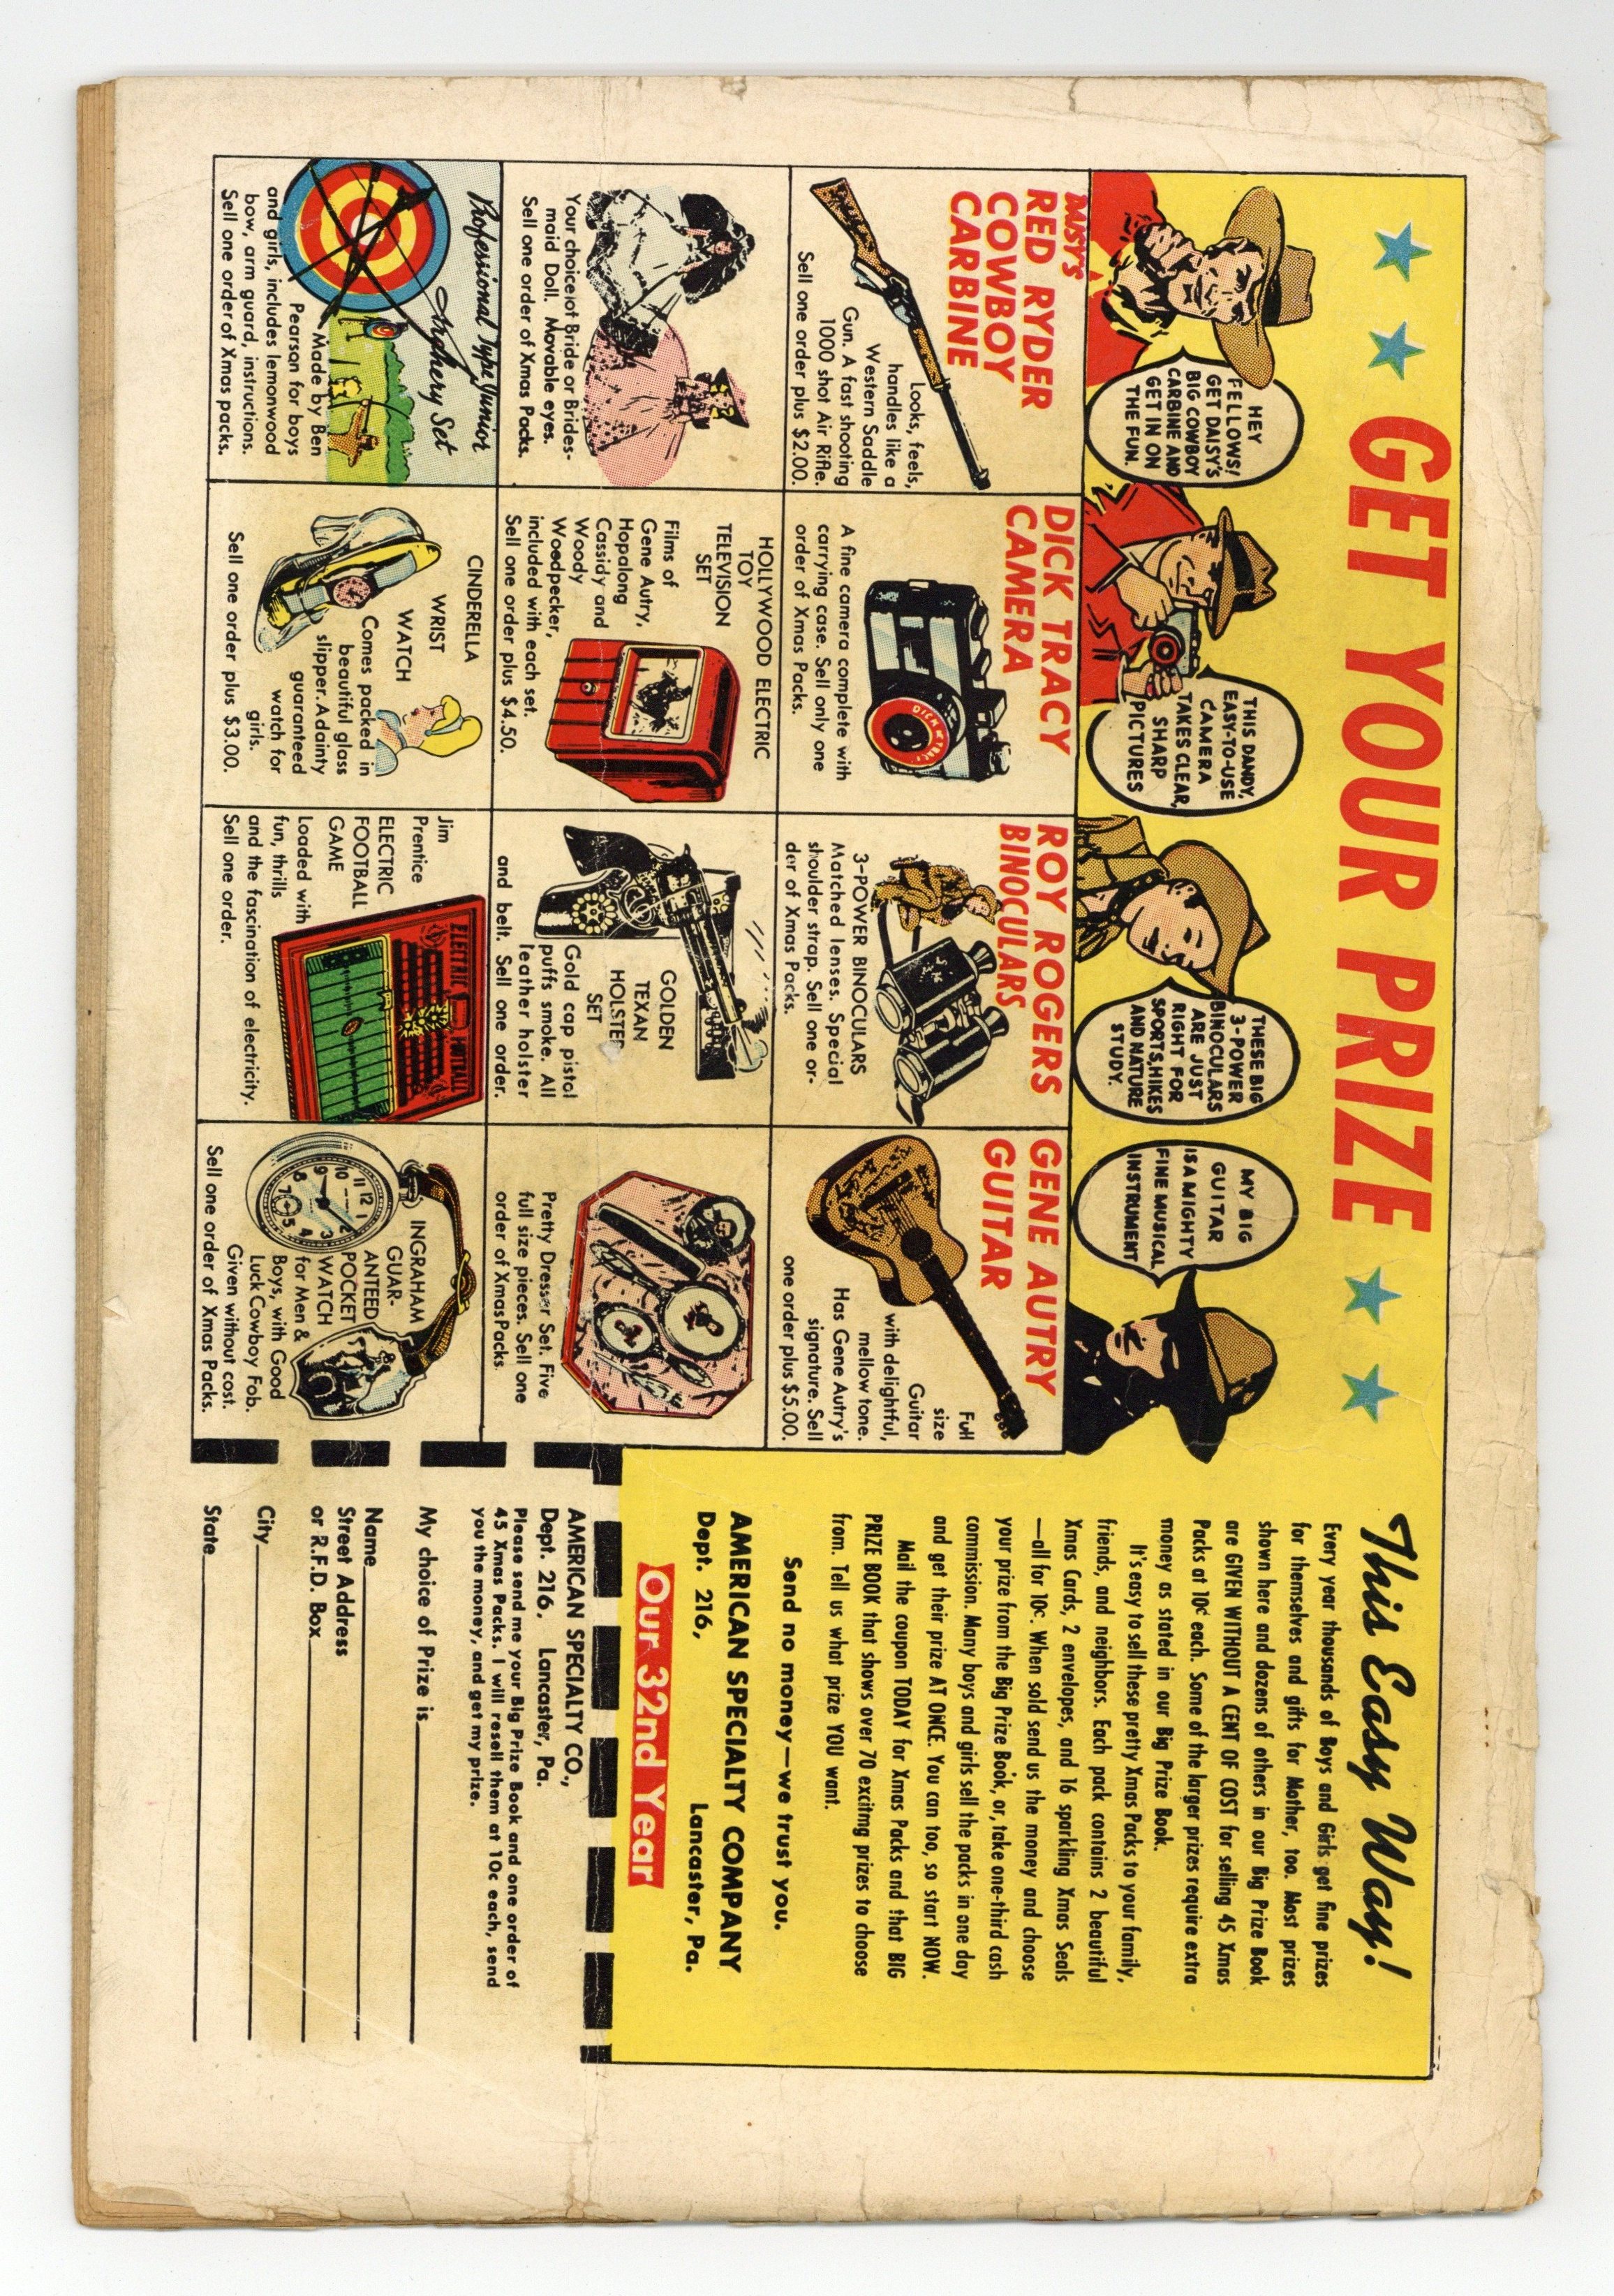 GET YOUR PRIZE
This Easy Way!
HEY
FELLOWS!
GET DAISY'S
BIG COWBOY
CARBINE AND
GET IN ON
THE FUN.
THIS DANDY,
EASY-TO-USE
CAMERA
TAKES CLEAR,
SHARP
PICTURES
THESE BIG
3-POWER
BINOCULARS
ARE JUST
RIGHT FOR
SPORTS, HIKES
AND NATURE
STUDY.
MY BIG
GUITAR
IS A MIGHTY
FINE MUSICAL
INSTRUMENT
DAISY'S
RED RYDER
COWBOY
CARBINE
Looks, feels,
handles like a
Western Saddle
Gun. A fast shooting
1000 shot Air Rifle.
Sell one order plus $2.00.
DICK TRACY
CAMERA
DICK TRACY
A fine camera complete with
carrying case. Sell only one
order of Xmas Packs.
ROY ROGERS
BINOCULARS
3-POWER BINOCULARS
Matched lenses. Special
shoulder strap. Sell one or-
der of Xmas Packs.
GENE AUTRY
GUITAR
Full
size
Guitar
with delightful,
mellow tone.
Has Gene Autry's
signature. Sell
one order plus $5.00.
Your choice of Bride or Brides-
maid Doll. Movable eyes.
Sell one order of Xmas Packs.
HOLLYWOOD ELECTRIC
TOY
TELEVISION
SET
Films of
Gene Autry,
Hopalong
Cassidy and
Woody
Woodpecker,
included with each set.
Sell one order plus $4.50.
GOLDEN
TEXAN
HOLSTER
SET
Gold cap pistol
puffs smoke. All
leather holster
and belt. Sell one order.
Pretty Dresser Set. Five
full size pieces. Sell one
order of Xmas Packs.
Professional Type Junior
Archery Set
Made by Ben
Pearson for boys
and girls, includes lemonwood
bow, arm guard, instructions.
Sell one order of Xmas packs.
CINDERELLA
WRIST
WATCH
Comes packed in
beautiful glass
slipper. A dainty
guaranteed
watch for
girls.
Sell one order plus $3.00.
Jim
Prentice
ELECTRIC
FOOTBALL
GAME
ELECTRIC FOOTBALL
Loaded with
fun, thrills
and the fascination of electricity.
Sell one order.
INGRAHAM
GUAR-
ANTEED
POCKET
WATCH
for Men &
Boys, with Good
Luck Cowboy Fob.
Given without cost.
Sell one order of Xmas Packs.
Every year thousands of Boys and Girls get fine prizes
for themselves and gifts for Mother, too. Most prizes
shown here and dozens of others in our Big Prize Book
are GIVEN WITHOUT A CENT OF COST for selling 45 Xmas
Packs at 10¢ each. Some of the larger prizes require extra
money as stated in our Big Prize Book.
It's easy to sell these pretty Xmas Packs to your family,
friends, and neighbors. Each pack contains 2 beautiful
Xmas Cards, 2 envelopes, and 16 sparkling Xmas Seals
—all for 10c. When sold send us the money and choose
your prize from the Big Prize Book, or, take one-third cash
commission. Many boys and girls sell the packs in one day
and get their prize AT ONCE. You can too, so start NOW.
Mail the coupon TODAY for Xmas Packs and that BIG
PRIZE BOOK that shows over 70 exciting prizes to choose
from. Tell us what prize YOU want.
Send no money—we trust you.
AMERICAN SPECIALTY COMPANY
Dept. 216, Lancaster, Pa.
Our 32nd Year
AMERICAN SPECIALTY CO.,
Dept. 216. Lancaster, Pa.
Please send me your Big Prize Book and one order of
45 Xmas Packs. I will resell them at 10c each, send
you the money, and get my prize.
My choice of Prize is
Name
Street Address
or R.F.D. Box
City
State